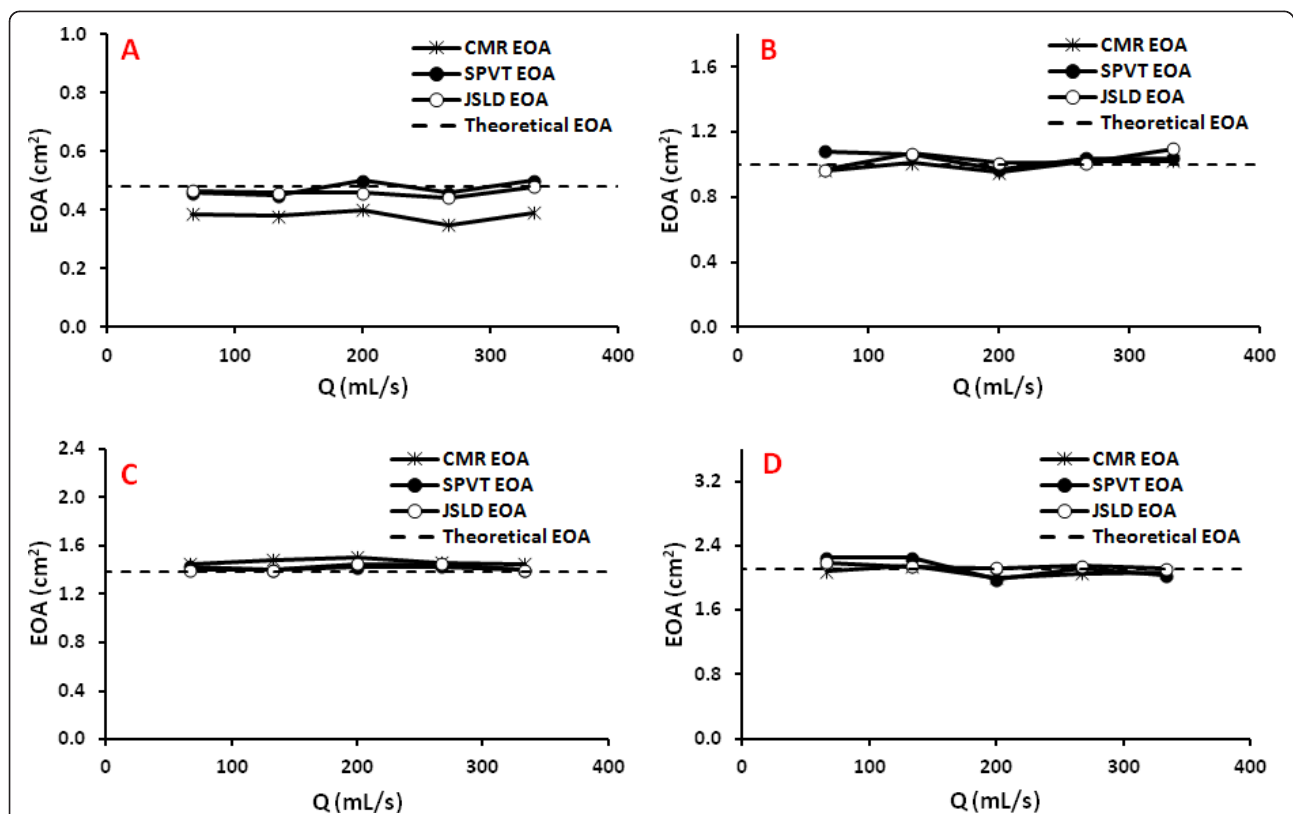 A
CMR EOA
SPVT EOA
JSLD EOA
Theoretical EOA
EOA (cm²)
1.0
0.8
0.6
0.4
0.2
0.0
0 100 200 300 400
Q (mL/s)
B
CMR EOA
SPVT EOA
JSLD EOA
Theoretical EOA
EOA (cm²)
1.6
1.2
0.8
0.4
0.0
0 100 200 300 400
Q (mL/s)
C
CMR EOA
SPVT EOA
JSLD EOA
Theoretical EOA
EOA (cm²)
2.4
2.0
1.6
1.2
0.8
0.4
0.0
0 100 200 300 400
Q (mL/s)
D
CMR EOA
SPVT EOA
JSLD EOA
Theoretical EOA
EOA (cm²)
3.2
2.4
1.6
0.8
0.0
0 100 200 300 400
Q (mL/s)